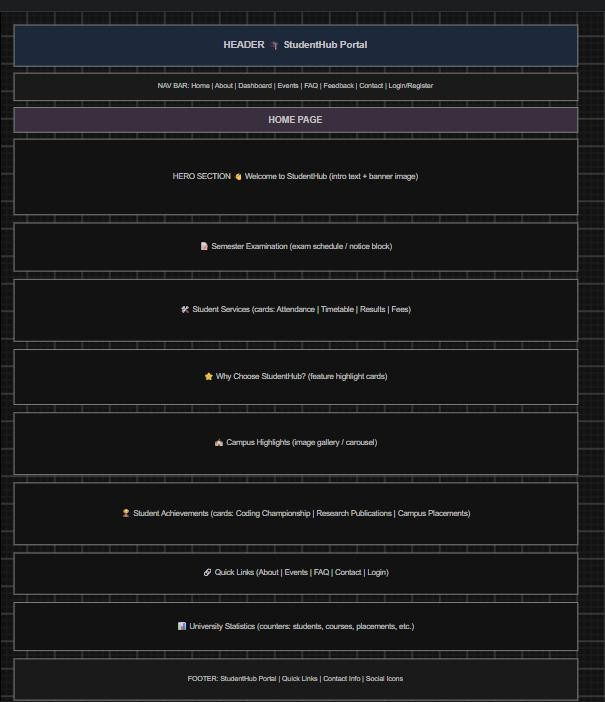 HEADER 🎓 StudentHub Portal
NAV BAR: Home | About | Dashboard | Events | FAQ | Feedback | Contact | Login/Register
HOME PAGE
HERO SECTION 👋 Welcome to StudentHub (intro text + banner image)
📝 Semester Examination (exam schedule / notice block)
🛠 Student Services (cards: Attendance | Timetable | Results | Fees)
⭐ Why Choose StudentHub? (feature highlight cards)
🏫 Campus Highlights (image gallery / carousel)
🏆 Student Achievements (cards: Coding Championship | Research Publications | Campus Placements)
🔗 Quick Links (About | Events | FAQ | Contact | Login)
📊 University Statistics (counters: students, courses, placements, etc.)
FOOTER: StudentHub Portal | Quick Links | Contact Info | Social Icons